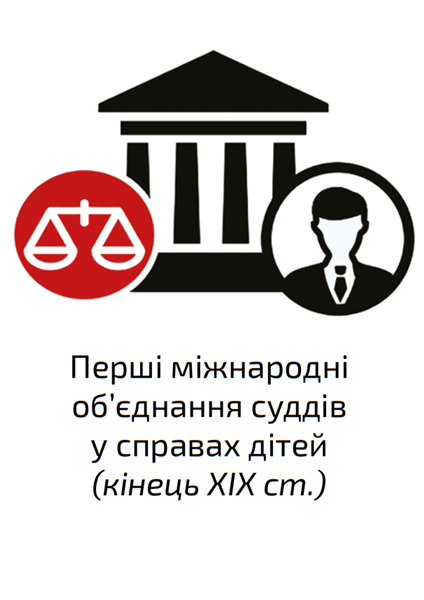 Перші міжнародні
об’єднання суддів
у справах дітей
(кінець XIX ст.)